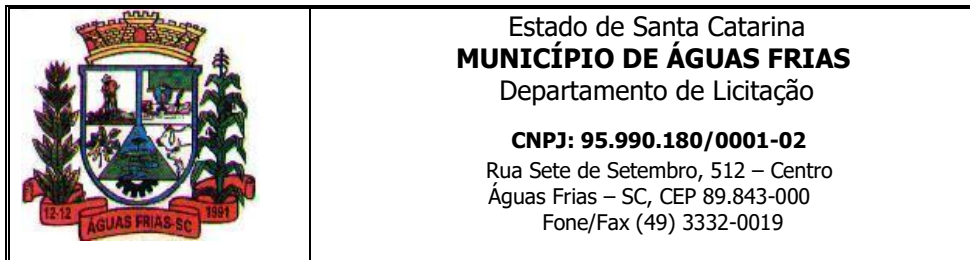 12-12
ÁGUAS FRIAS-SC
1991
Estado de Santa Catarina
MUNICÍPIO DE ÁGUAS FRIAS
Departamento de Licitação
CNPJ: 95.990.180/0001-02
Rua Sete de Setembro, 512 – Centro
Águas Frias – SC, CEP 89.843-000
Fone/Fax (49) 3332-0019